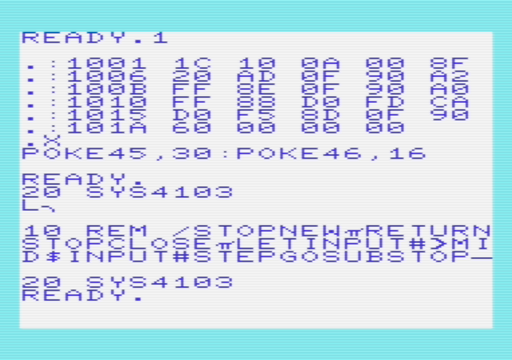 READY.1
.:1001 1C 10 0A 00 8F
.:1006 20 AD 0F 90 A2
.:100B FF 8E 0F 90 A0
.:1010 FF 88 D0 FD CA
.:1015 D0 F5 8D 0F 90
.:101A 60 00 00 00
.X
POKE45,30:POKE46,16
READY.
20 SYS4103
L╮
10 REM /STOPNEWπRETURN
STOPCLOSEπLETINPUT#>MI
D$INPUT#STEPGOSUBSTOP─
20 SYS4103
READY.